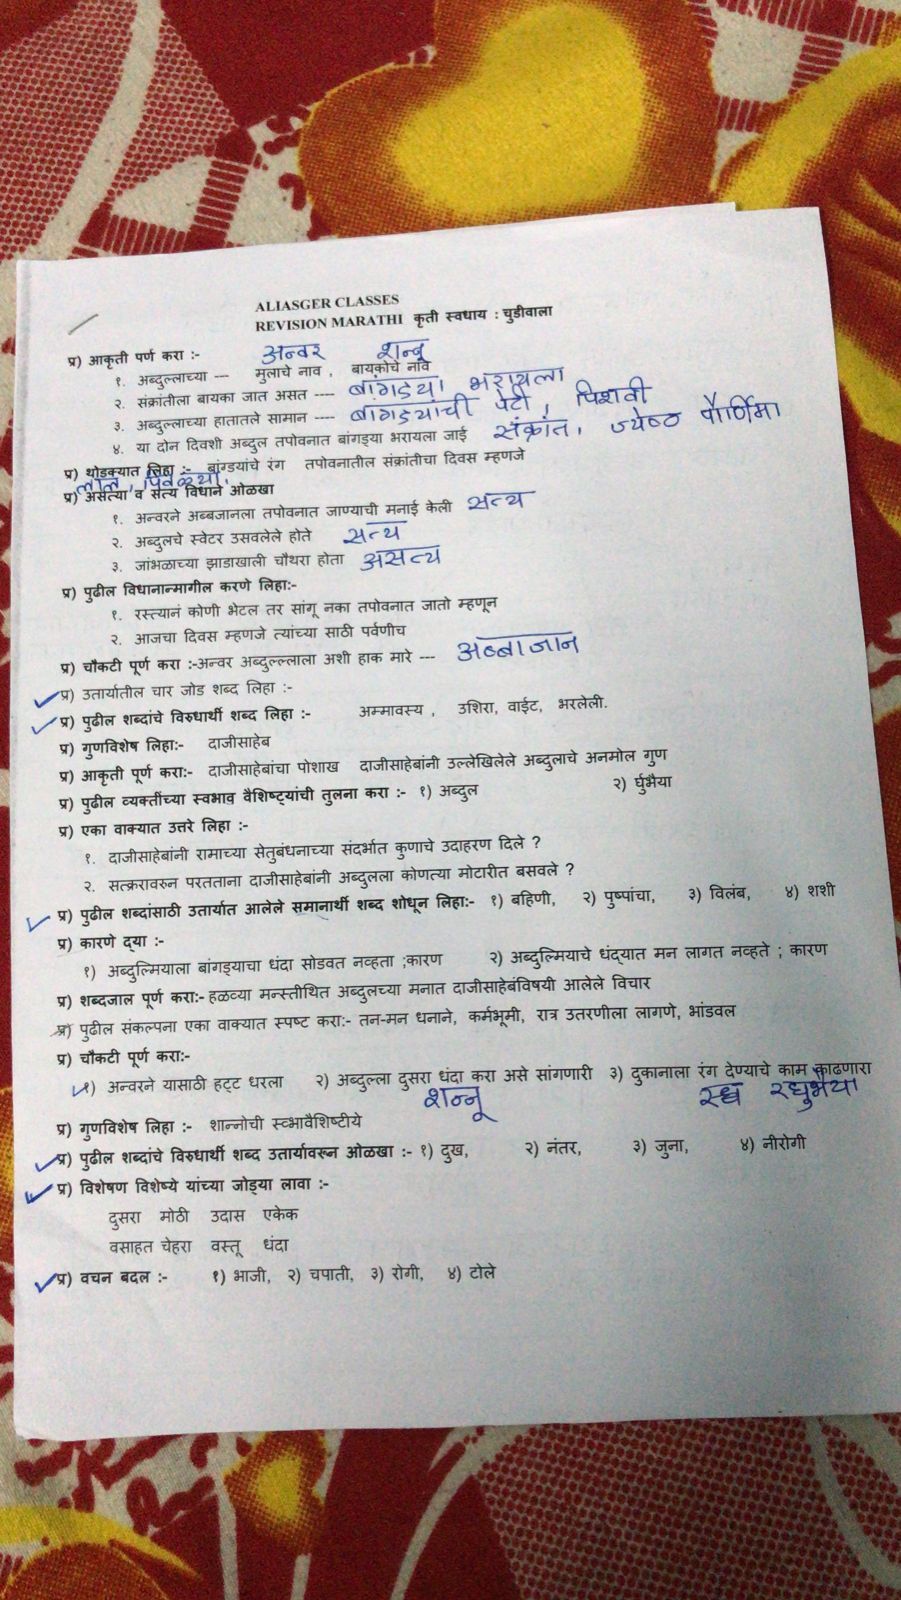 ALIASGER CLASSES
REVISION MARATHI कृती स्वधाय : चुडीवाला
प्र) आकृती पर्ण करा :- अन्वर शन्नू
१. अब्दुल्लाच्या --- मुलाचे नाव , बायकोचे नाव
२. संक्रांतीला बायका जात असत ---- बांगड्या भरायला
३. अब्दुल्लाच्या हातातले सामान ---- बांगड्यांची पेटी , पिशवी
४. या दोन दिवशी अब्दुल तपोवनात बांगड्या भरायला जाई संक्रांत, ज्येष्ठ पौर्णिमा
प्र) थोडक्यात लिहा :- बांग्डयांचे रंग तपोवनातील संक्रांतीचा दिवस म्हणजे
लाल, पिवळ्या,
प्र) असत्या व सत्य विधाने ओळखा
१. अन्वरने अब्बजानला तपोवनात जाण्याची मनाई केली सत्य
२. अब्दुलचे स्वेटर उसवलेले होते सत्य
३. जांभळाच्या झाडाखाली चौथरा होता असत्य
प्र) पुढील विधानान्मागील करणे लिहा:-
१. रस्त्यानं कोणी भेटल तर सांगू नका तपोवनात जातो म्हणून
२. आजचा दिवस म्हणजे त्यांच्या साठी पर्वणीच
प्र) चौकटी पूर्ण करा :-अन्वर अब्दुल्ल्लाला अशी हाक मारे --- अब्बाजान
प्र) उतार्यातील चार जोड शब्द लिहा :-
प्र) पुढील शब्दांचे विरुधार्थी शब्द लिहा :- अम्मावस्य , उशिरा, वाईट, भरलेली.
प्र) गुणविशेष लिहा:- दाजीसाहेब
प्र) आकृती पूर्ण करा:- दाजीसाहेबांचा पोशाख दाजीसाहेबांनी उल्लेखिलेले अब्दुलाचे अनमोल गुण
प्र) पुढील व्यक्तींच्या स्वभाव वैशिष्ट्यांची तुलना करा :- १) अब्दुल २) र्घुभैया
प्र) एका वाक्यात उत्तरे लिहा :-
१. दाजीसाहेबांनी रामाच्या सेतुबंधनाच्या संदर्भात कुणाचे उदाहरण दिले ?
२. सत्क्ररावरुन परतताना दाजीसाहेबांनी अब्दुलला कोणत्या मोटारीत बसवले ?
प्र) पुढील शब्दांसाठी उतार्यात आलेले समानार्थी शब्द शोधून लिहा:- १) बहिणी, २) पुष्पांचा, ३) विलंब, ४) शशी
प्र) कारणे द्या :-
१) अब्दुल्मियाला बांगड्याचा धंदा सोडवत नव्हता ;कारण २) अब्दुल्मियाचे धंद्यात मन लागत नव्हते ; कारण
प्र) शब्दजाल पूर्ण करा:- हळव्या मन्स्तीथित अब्दुलच्या मनात दाजीसाहेबंविषयी आलेले विचार
प्र) पुढील संकल्पना एका वाक्यात स्पष्ट करा:- तन-मन धनाने, कर्मभूमी, रात्र उतरणीला लागणे, भांडवल
प्र) चौकटी पूर्ण करा:-
१) अन्वरने यासाठी हट्ट धरला २) अब्दुल्ला दुसरा धंदा करा असे सांगणारी ३) दुकानाला रंग देण्याचे काम काढणारा
शन्नू रघुभैया
प्र) गुणविशेष लिहा :- शान्नोची स्व्भावैशिष्टीये
प्र) पुढील शब्दांचे विरुधार्थी शब्द उतार्यावरुन ओळखा :- १) दुख, २) नंतर, ३) जुना, ४) नीरोगी
प्र) विशेषण विशेष्ये यांच्या जोड्या लावा :-
दुसरा मोठी उदास एकेक
वसाहत चेहरा वस्तू धंदा
प्र) वचन बदल :- १) भाजी, २) चपाती, ३) रोगी, ४) टोले